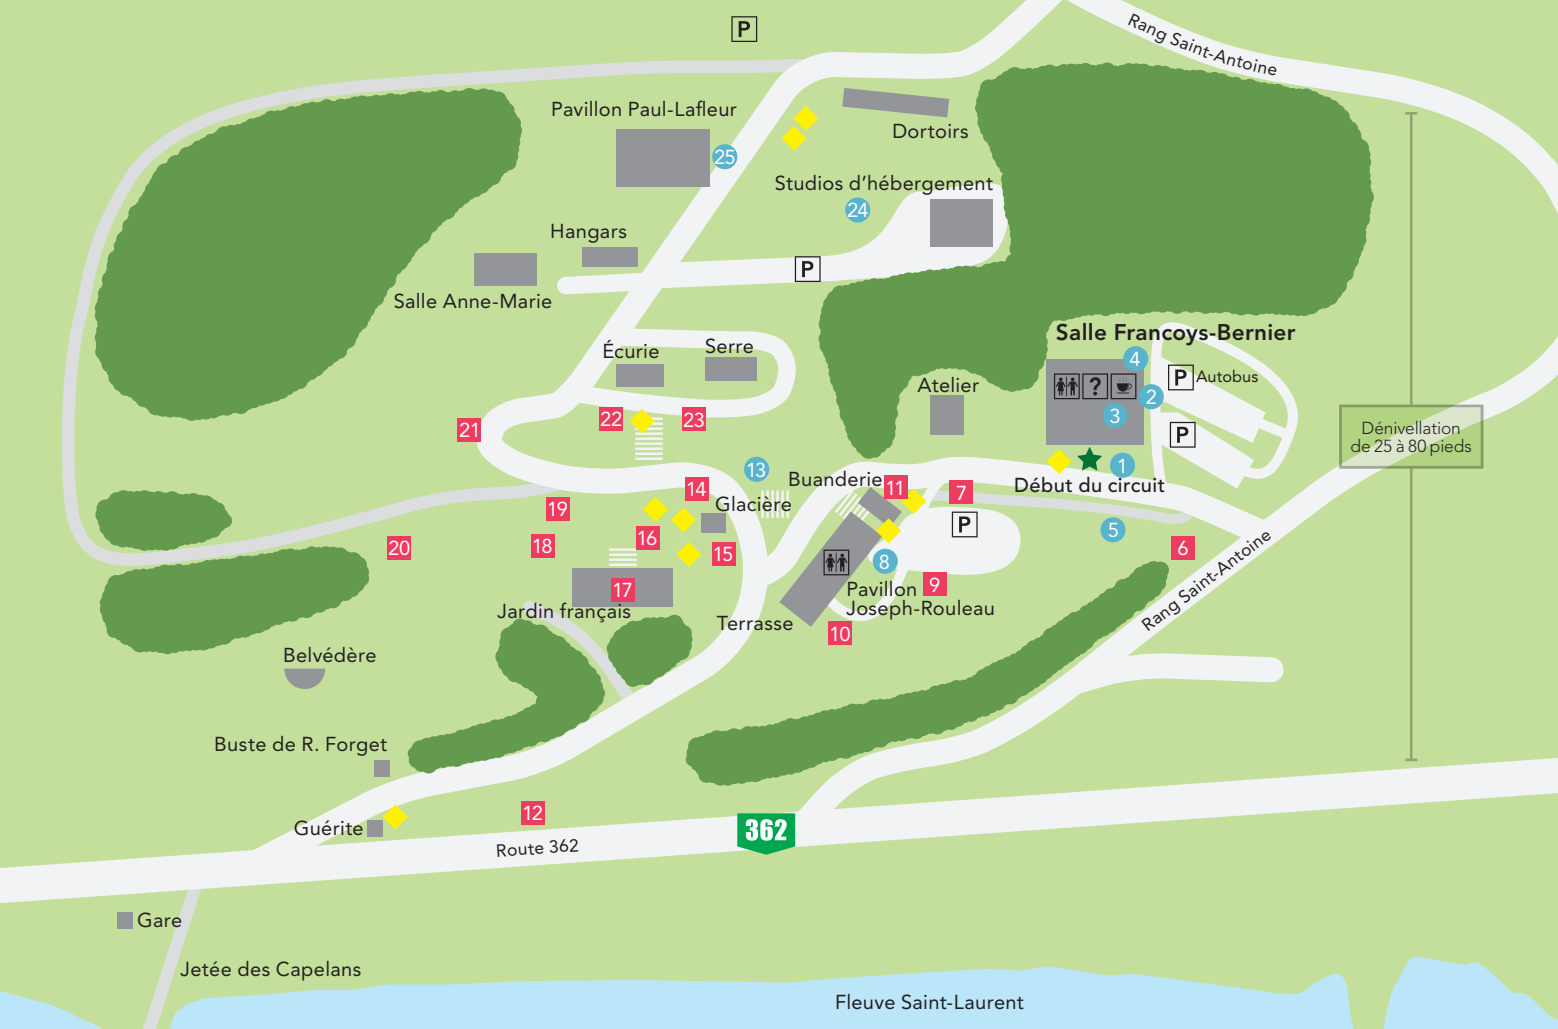 P
Rang Saint-Antoine
Pavillon Paul-Lafleur
Dortoirs
25
Studios d'hébergement
24
Hangars
P
Salle Anne-Marie
Salle Francoys-Bernier
Écurie
Serre
4
P Autobus
Atelier
?
2
3
22
23
21
P
Dénivellation
de 25 à 80 pieds
13
1
Buanderie
Début du circuit
14
11
7
Glacière
19
P
5
16
18
15
20
6
8
17
Pavillon
Joseph-Rouleau
9
Rang Saint-Antoine
Jardin français
Terrasse
10
Belvédère
Buste de R. Forget
12
Guérite
362
Route 362
Gare
Jetée des Capelans
Fleuve Saint-Laurent